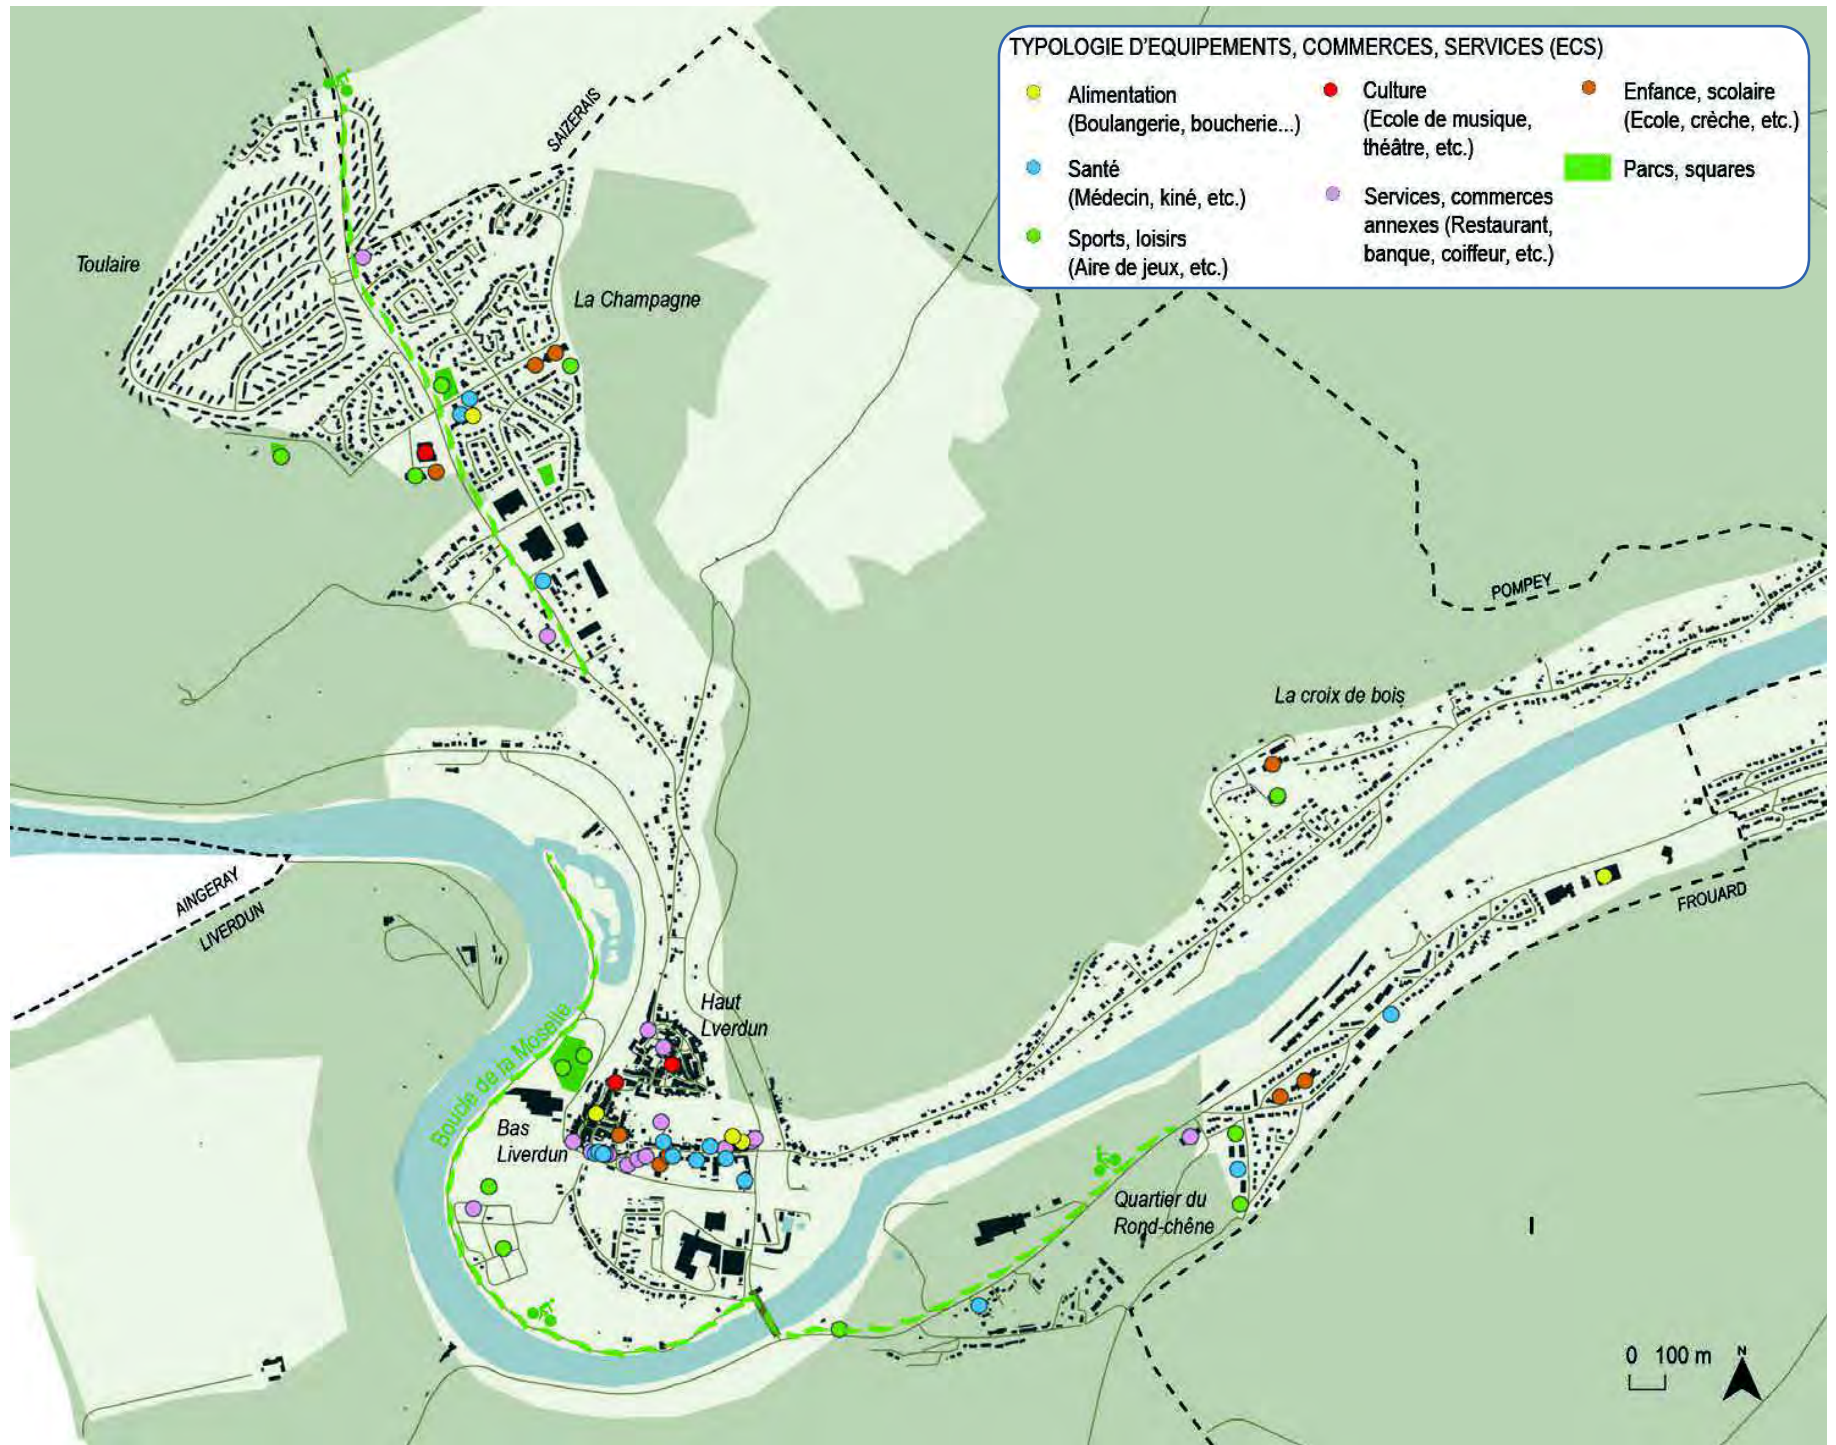 TYPOLOGIE D'EQUIPEMENTS, COMMERCES, SERVICES (ECS)
Alimentation
(Boulangerie, boucherie...)
Santé
(Médecin, kiné, etc.)
Sports, loisirs
(Aire de jeux, etc.)
Culture
(Ecole de musique,
théâtre, etc.)
Services, commerces
annexes (Restaurant,
banque, coiffeur, etc.)
Enfance, scolaire
(Ecole, crèche, etc.)
Parcs, squares
SAIZERAIS
Toulaire
La Champagne
POMPEY
La croix de bois
AINGERAY
LIVERDUN
FROUARD
Haut
Lverdun
Boucle de la Moselle
Bas
Liverdun
Quartier du
Rond-chêne
I
0 100 m
N